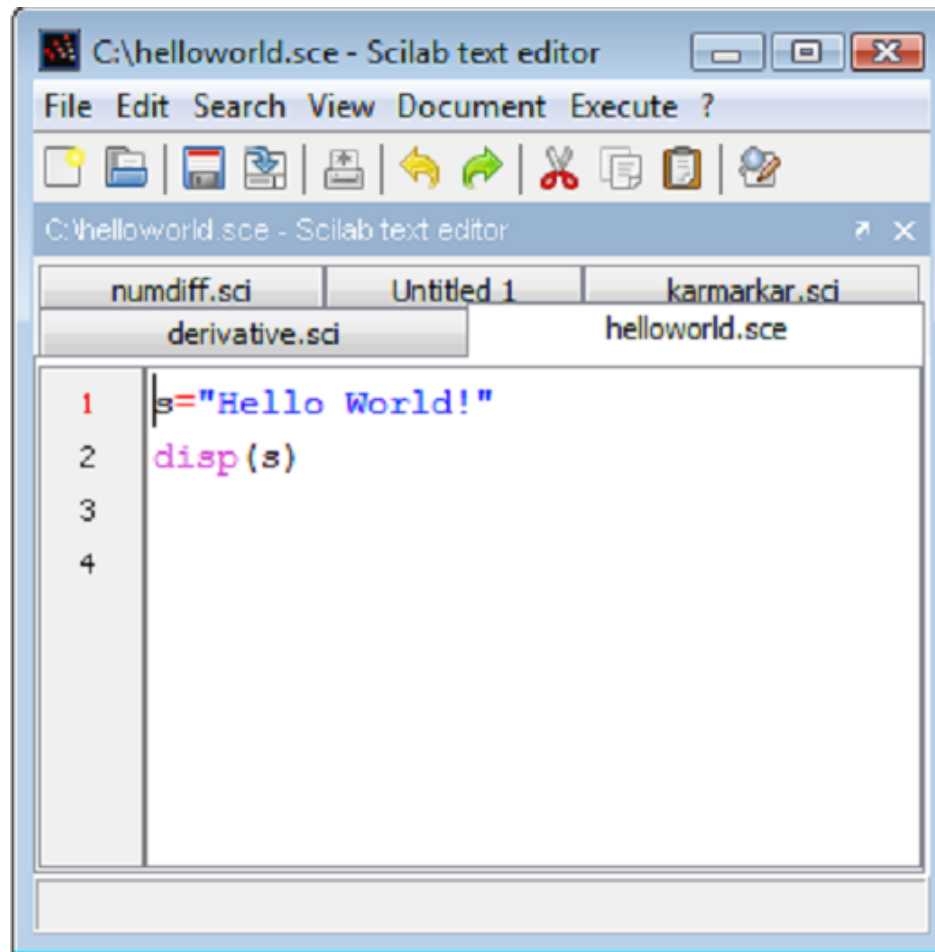 C:\helloworld.sce - Scilab text editor
File Edit Search View Document Execute ?
C:\helloworld.sce - Scilab text editor
numdiff.sci Untitled 1 karmarkar.sci
derivative.sci helloworld.sce
1 s="Hello World!"
2 disp(s)
3
4